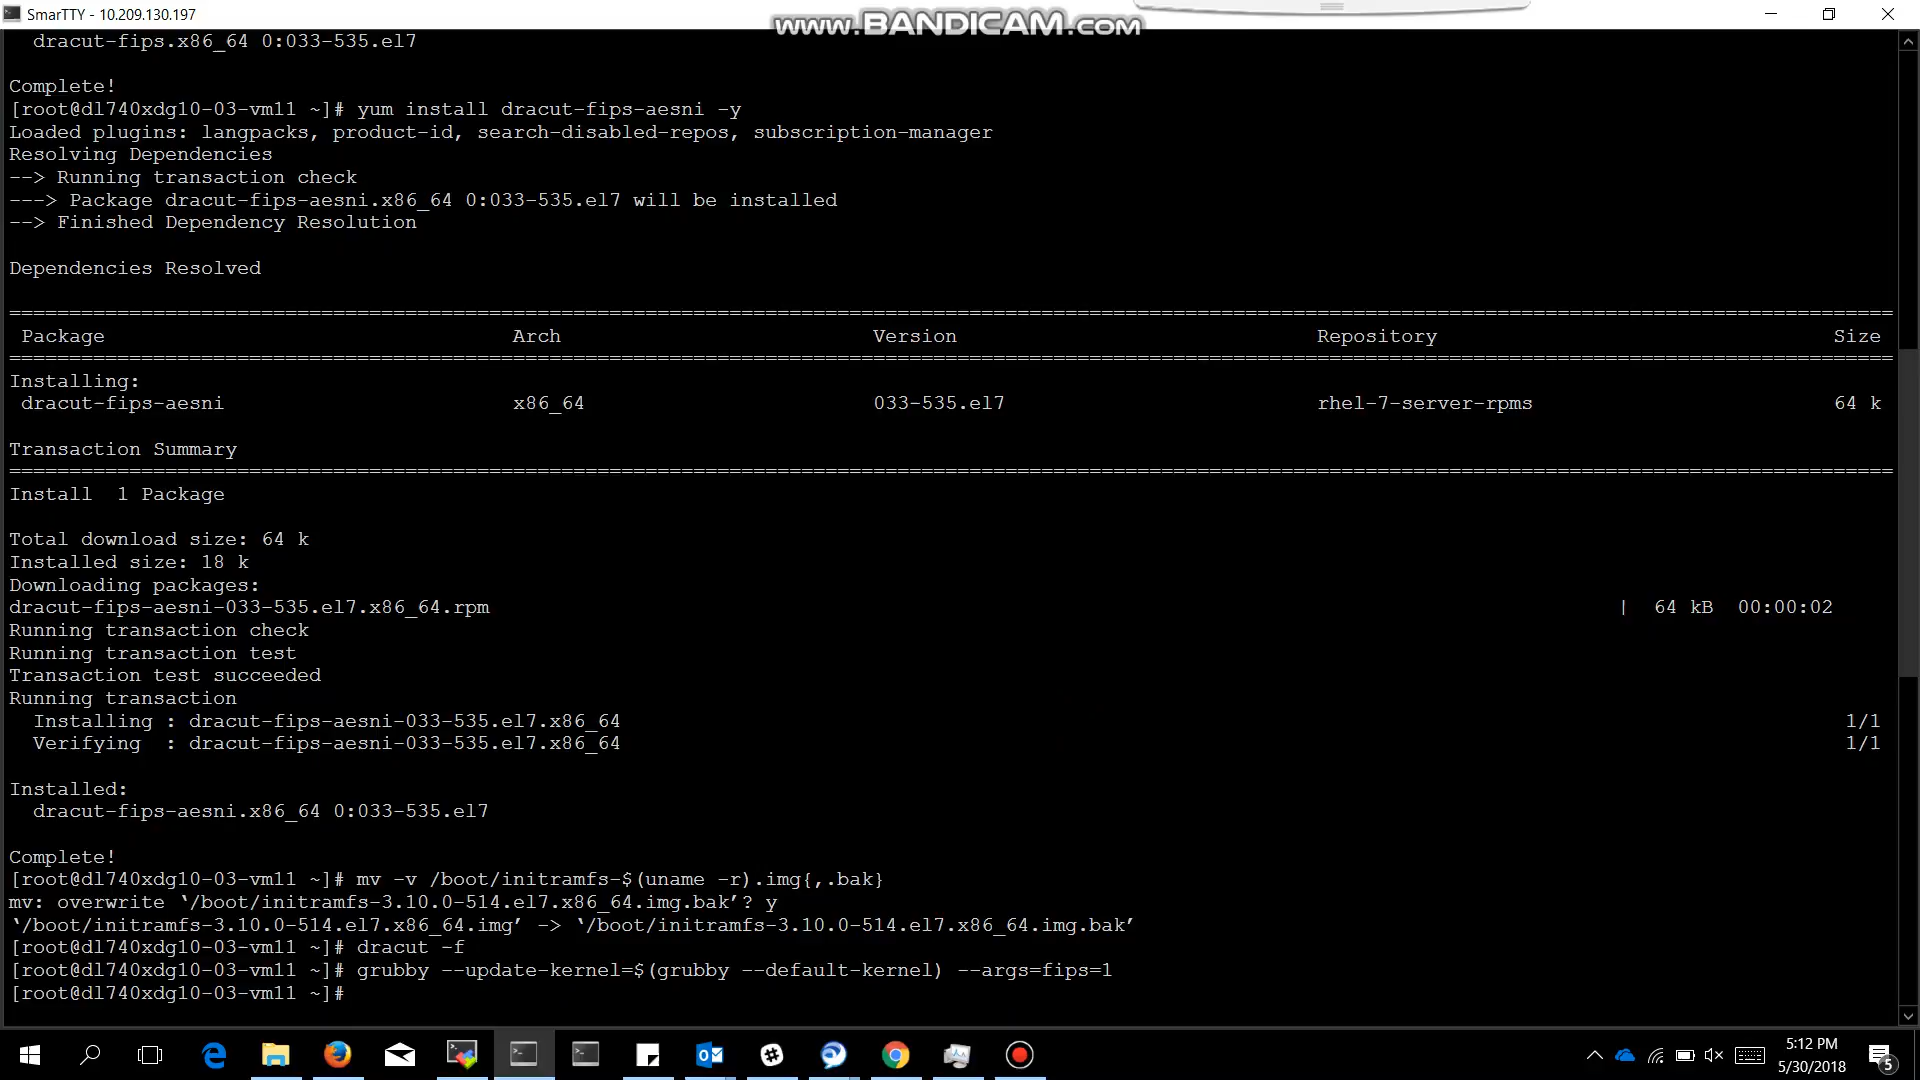 SmarTTY - 10.209.130.197
www.BANDICAM.com
dracut-fips.x86_64 0:033-535.el7
Complete!
[root@dl740xdg10-03-vm11 ~]# yum install dracut-fips-aesni -y
Loaded plugins: langpacks, product-id, search-disabled-repos, subscription-manager
Resolving Dependencies
--> Running transaction check
---> Package dracut-fips-aesni.x86_64 0:033-535.el7 will be installed
--> Finished Dependency Resolution
Dependencies Resolved
================================================================================
Package Arch Version Repository Size
================================================================================
Installing:
dracut-fips-aesni x86_64 033-535.el7 rhel-7-server-rpms 64 k
Transaction Summary
================================================================================
Install  1 Package
Total download size: 64 k
Installed size: 18 k
Downloading packages:
dracut-fips-aesni-033-535.el7.x86_64.rpm | 64 kB 00:00:02
Running transaction check
Running transaction test
Transaction test succeeded
Running transaction
Installing : dracut-fips-aesni-033-535.el7.x86_64 1/1
Verifying  : dracut-fips-aesni-033-535.el7.x86_64 1/1
Installed:
dracut-fips-aesni.x86_64 0:033-535.el7
Complete!
[root@dl740xdg10-03-vm11 ~]# mv -v /boot/initramfs-$(uname -r).img{,.bak}
mv: overwrite ‘/boot/initramfs-3.10.0-514.el7.x86_64.img.bak’? y
‘/boot/initramfs-3.10.0-514.el7.x86_64.img’ -> ‘/boot/initramfs-3.10.0-514.el7.x86_64.img.bak’
[root@dl740xdg10-03-vm11 ~]# dracut -f
[root@dl740xdg10-03-vm11 ~]# grubby --update-kernel=$(grubby --default-kernel) --args=fips=1
[root@dl740xdg10-03-vm11 ~]#
5:12 PM
5/30/2018
5